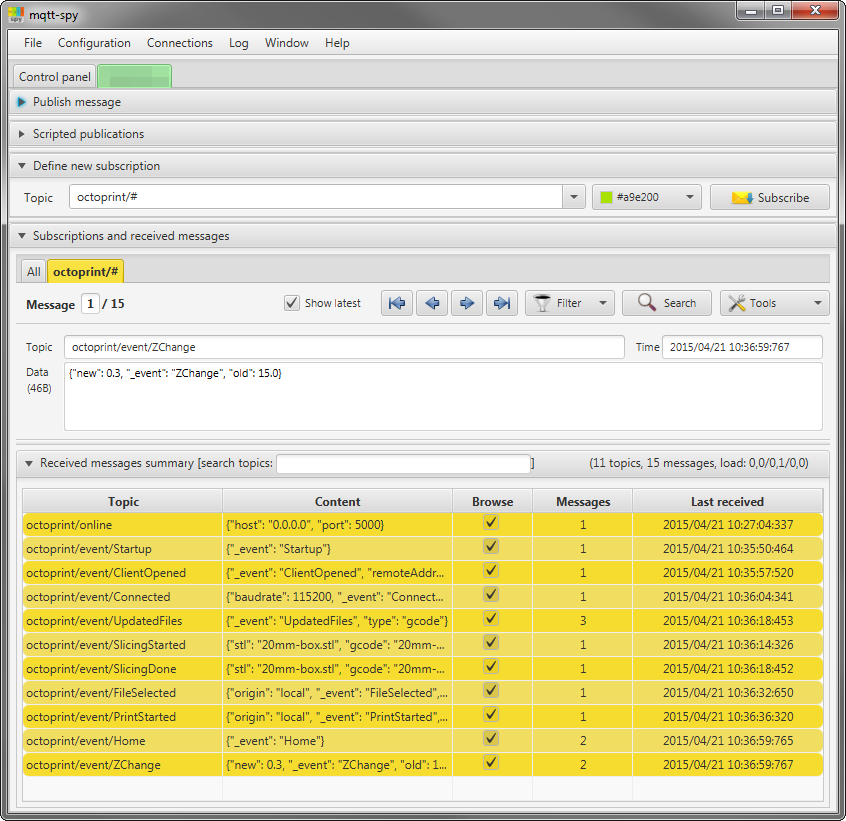 mqtt-spy
File Configuration Connections Log Window Help
Control panel
Publish message
Scripted publications
Define new subscription
Topic octoprint/# #a9e200 Subscribe
Subscriptions and received messages
All octoprint/#
Message 1 / 15 Show latest Filter Search Tools
Topic octoprint/event/ZChange Time 2015/04/21 10:36:59:767
Data {"new": 0.3, "_event": "ZChange", "old": 15.0}
(46B)
Received messages summary [search topics: ] (11 topics, 15 messages, load: 0,0/0,1/0,0)
Topic Content Browse Messages Last received
octoprint/online {"host": "0.0.0.0", "port": 5000} 1 2015/04/21 10:27:04:337
octoprint/event/Startup {"_event": "Startup"} 1 2015/04/21 10:35:50:464
octoprint/event/ClientOpened {"_event": "ClientOpened", "remoteAddr... 1 2015/04/21 10:35:57:520
octoprint/event/Connected {"baudrate": 115200, "_event": "Connect... 1 2015/04/21 10:36:04:341
octoprint/event/UpdatedFiles {"_event": "UpdatedFiles", "type": "gcode"} 3 2015/04/21 10:36:18:453
octoprint/event/SlicingStarted {"stl": "20mm-box.stl", "gcode": "20mm-... 1 2015/04/21 10:36:14:326
octoprint/event/SlicingDone {"stl": "20mm-box.stl", "gcode": "20mm-... 1 2015/04/21 10:36:18:452
octoprint/event/FileSelected {"origin": "local", "_event": "FileSelected",... 1 2015/04/21 10:36:32:650
octoprint/event/PrintStarted {"origin": "local", "_event": "PrintStarted",... 1 2015/04/21 10:36:36:320
octoprint/event/Home {"_event": "Home"} 2 2015/04/21 10:36:59:765
octoprint/event/ZChange {"new": 0.3, "_event": "ZChange", "old": 1... 2 2015/04/21 10:36:59:767